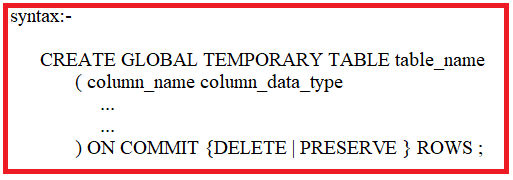 syntax:-
CREATE GLOBAL TEMPORARY TABLE table_name
( column_name column_data_type
...
...
) ON COMMIT {DELETE | PRESERVE } ROWS ;